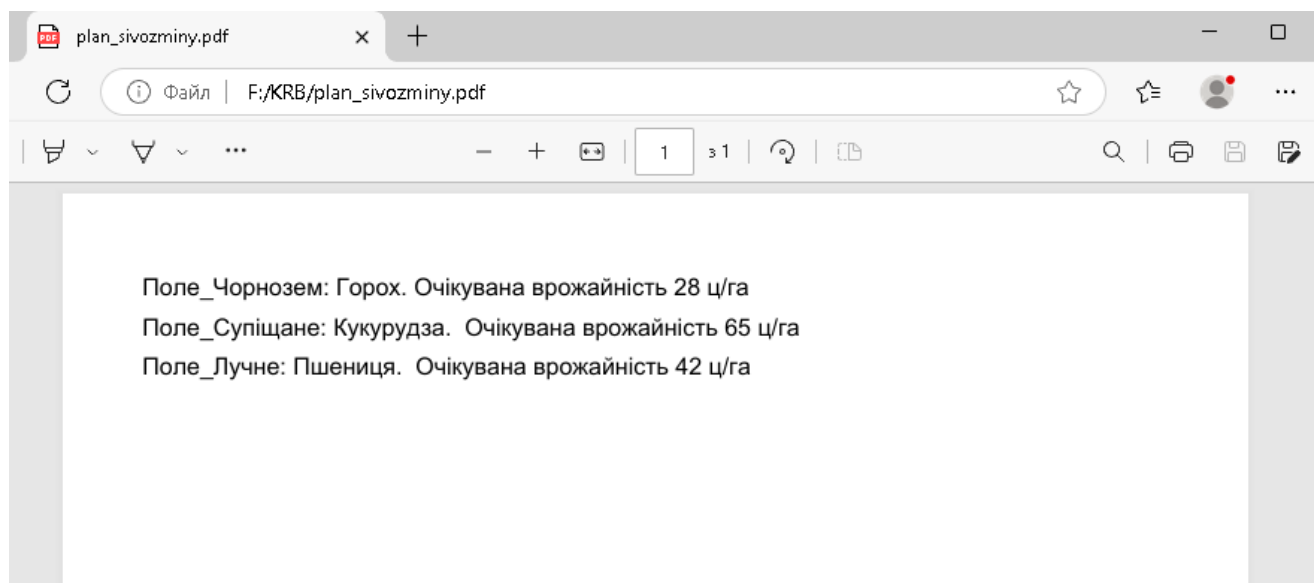 plan_sivozminy.pdf
Файл | F:/KRB/plan_sivozminy.pdf
1 з 1
Поле_Чорнозем: Горох. Очікувана врожайність 28 ц/га
Поле_Супіщане: Кукурудза.  Очікувана врожайність 65 ц/га
Поле_Лучне: Пшениця.  Очікувана врожайність 42 ц/га